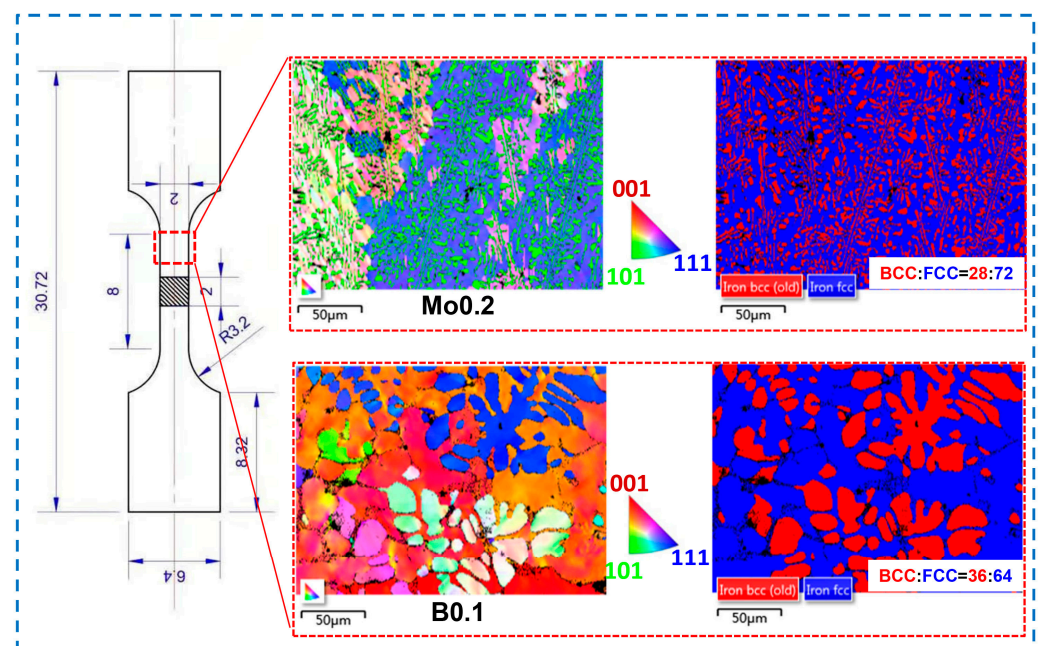 30.72
8
2
2
R3.2
8.32
6.4
001
101
111
50μm
Mo0.2
Iron bcc (old)
Iron fcc
BCC:FCC=28:72
50μm
001
101
111
50μm
B0.1
Iron bcc (old)
Iron fcc
BCC:FCC=36:64
50μm